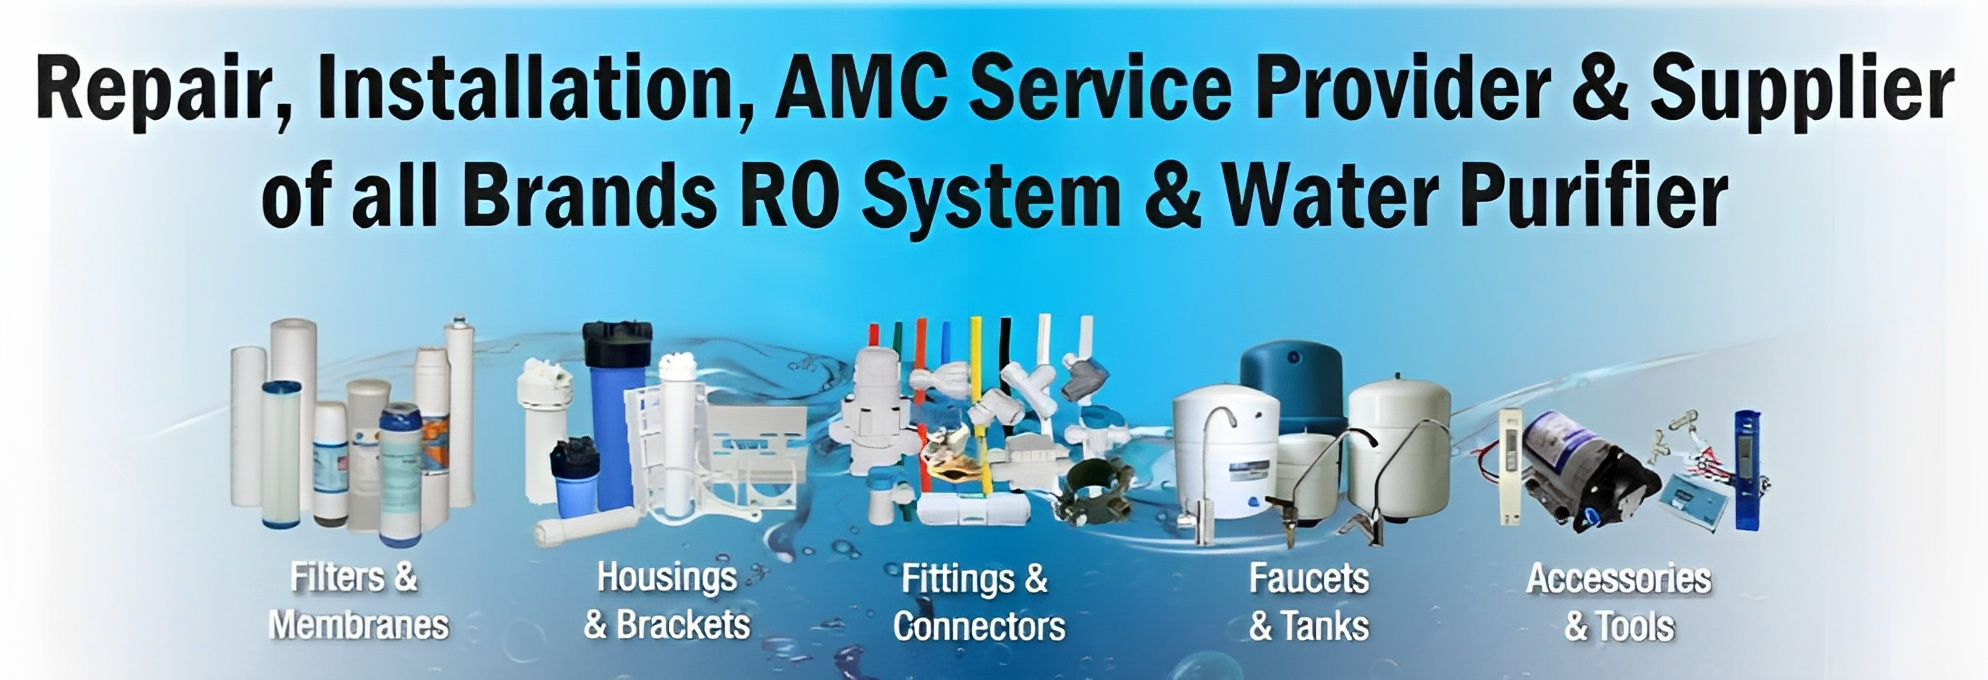 Repair, Installation, AMC Service Provider & Supplier
of all Brands RO System & Water Purifier
Filters &
Membranes
Housings
& Brackets
Fittings &
Connectors
Faucets
& Tanks
Accessories
& Tools